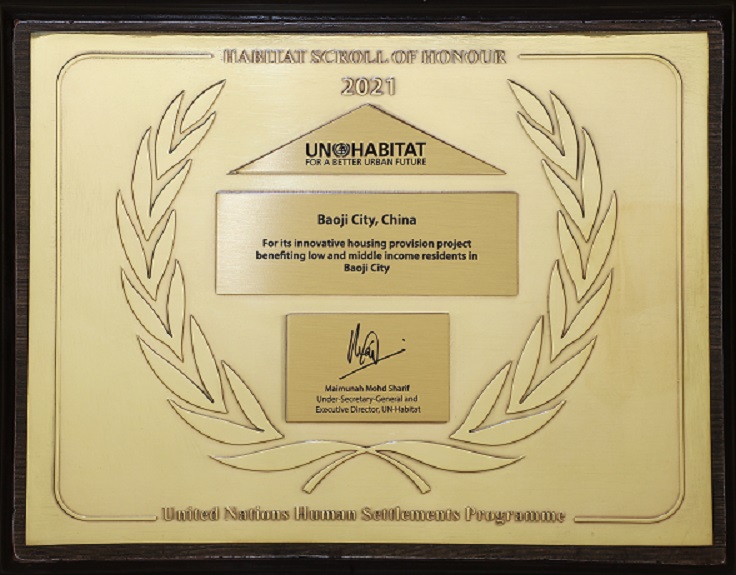 HABITAT SCROLL OF HONOUR
2021
UN HABITAT
FOR A BETTER URBAN FUTURE
Baoji City, China
For its innovative housing provision project
benefiting low and middle income residents in
Baoji City
Maimunah Mohd Sharif
Under-Secretary-General and
Executive Director, UN-Habitat
United Nations Human Settlements Programme